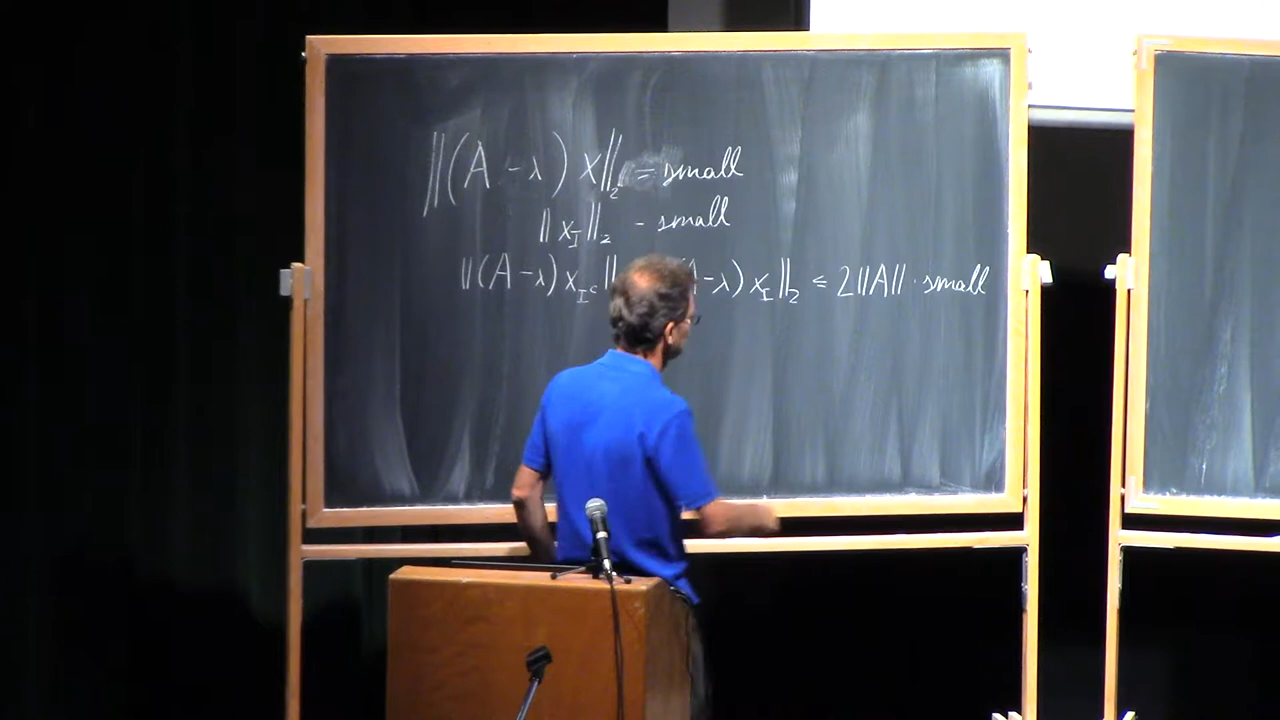 ‖(A − λ) x‖₂ = small
‖ x_I ‖₂ − small
‖(A − λ) x_{I^c} ‖ −λ) x_I ‖₂ ≤ 2‖A‖ · small